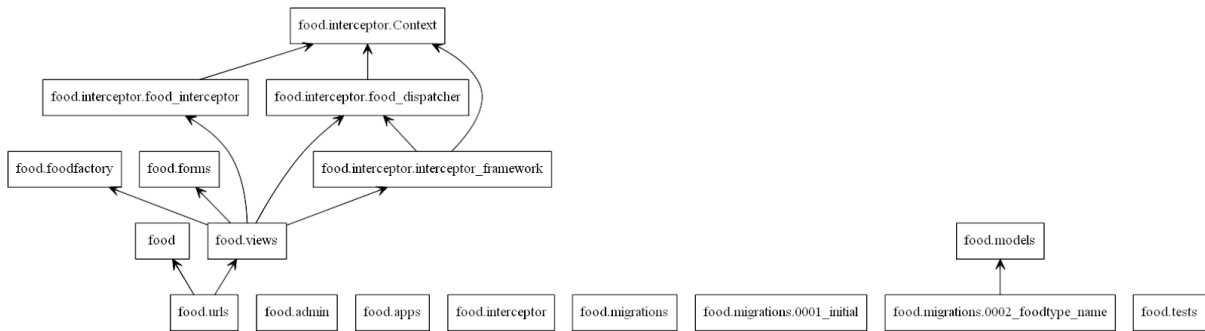 food.interceptor.Context
food.interceptor.food_interceptor
food.interceptor.food_dispatcher
food.foodfactory
food.forms
food.interceptor.interceptor_framework
food
food.views
food.models
food.urls
food.admin
food.apps
food.interceptor
food.migrations
food.migrations.0001_initial
food.migrations.0002_foodtype_name
food.tests